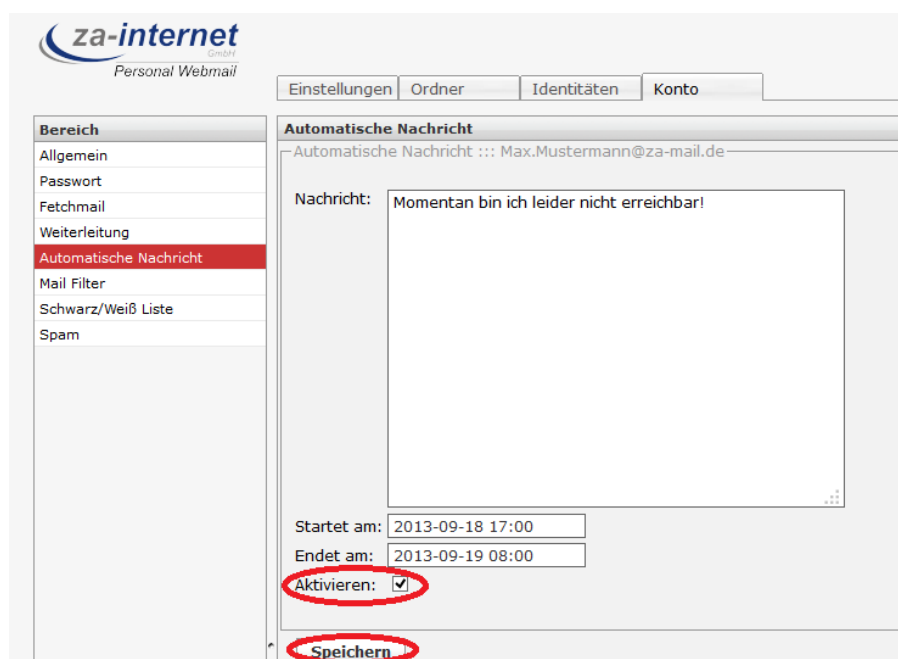 za-internet
GmbH
Personal Webmail
Einstellungen Ordner Identitäten Konto
Bereich
Allgemein
Passwort
Fetchmail
Weiterleitung
Automatische Nachricht
Mail Filter
Schwarz/Weiß Liste
Spam
Automatische Nachricht
Automatische Nachricht ::: Max.Mustermann@za-mail.de
Nachricht: Momentan bin ich leider nicht erreichbar!
Startet am: 2013-09-18 17:00
Endet am: 2013-09-19 08:00
Aktivieren:
Speichern